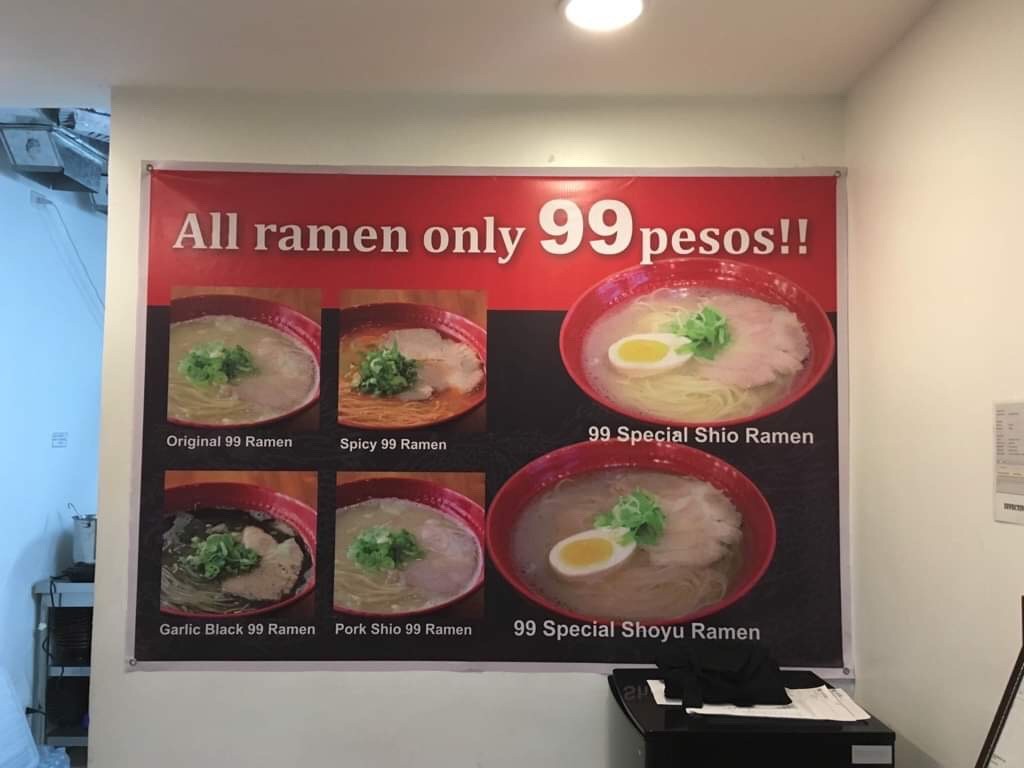 All ramen only 99 pesos!!
Original 99 Ramen
Spicy 99 Ramen
99 Special Shio Ramen
Garlic Black 99 Ramen
Pork Shio 99 Ramen
99 Special Shoyu Ramen